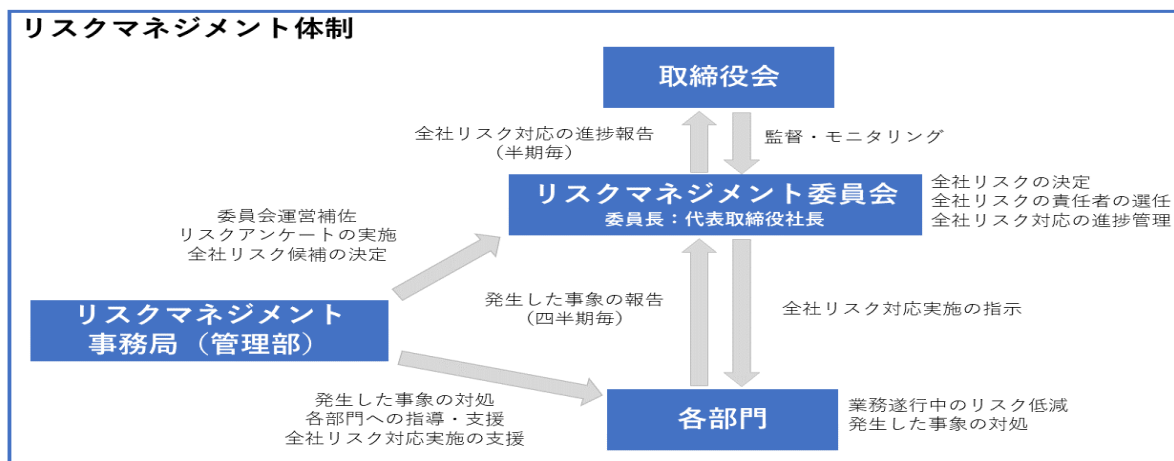 リスクマネジメント体制
取締役会
全社リスク対応の進捗報告
（半期毎）
監督・モニタリング
リスクマネジメント委員会
委員長：代表取締役社長
全社リスクの決定
全社リスクの責任者の選任
全社リスク対応の進捗管理
委員会運営補佐
リスクアンケートの実施
全社リスク候補の決定
発生した事象の報告
（四半期毎）
全社リスク対応実施の指示
リスクマネジメント
事務局（管理部）
発生した事象の対処
各部門への指導・支援
全社リスク対応実施の支援
各部門
業務遂行中のリスク低減
発生した事象の対処